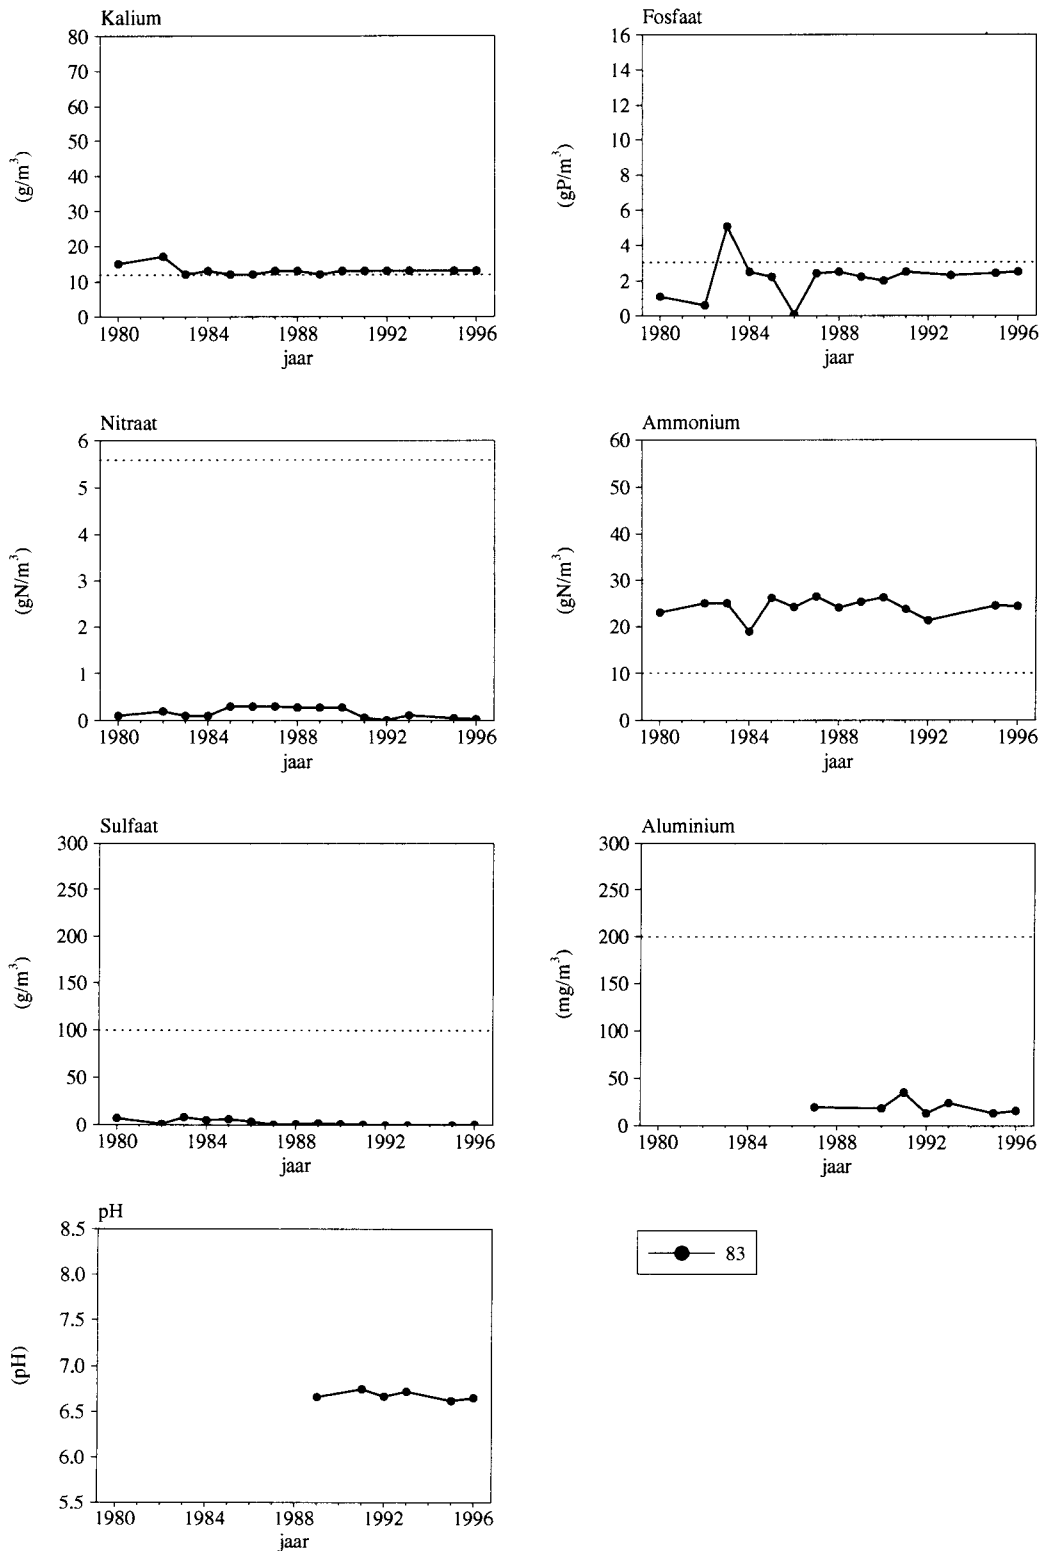 Kalium
80
70
60
50
40
30
20
10
0
(g/m³)
1980 1984 1988 1992 1996
jaar
Fosfaat
16
14
12
10
8
6
4
2
0
(gP/m³)
1980 1984 1988 1992 1996
jaar
Nitraat
6
5
4
3
2
1
0
(gN/m³)
1980 1984 1988 1992 1996
jaar
Ammonium
60
50
40
30
20
10
0
(gN/m³)
1980 1984 1988 1992 1996
jaar
Sulfaat
300
250
200
150
100
50
0
(g/m³)
1980 1984 1988 1992 1996
jaar
Aluminium
300
250
200
150
100
50
0
(mg/m³)
1980 1984 1988 1992 1996
jaar
pH
8.5
8.0
7.5
7.0
6.5
6.0
5.5
(pH)
1980 1984 1988 1992 1996
jaar
83